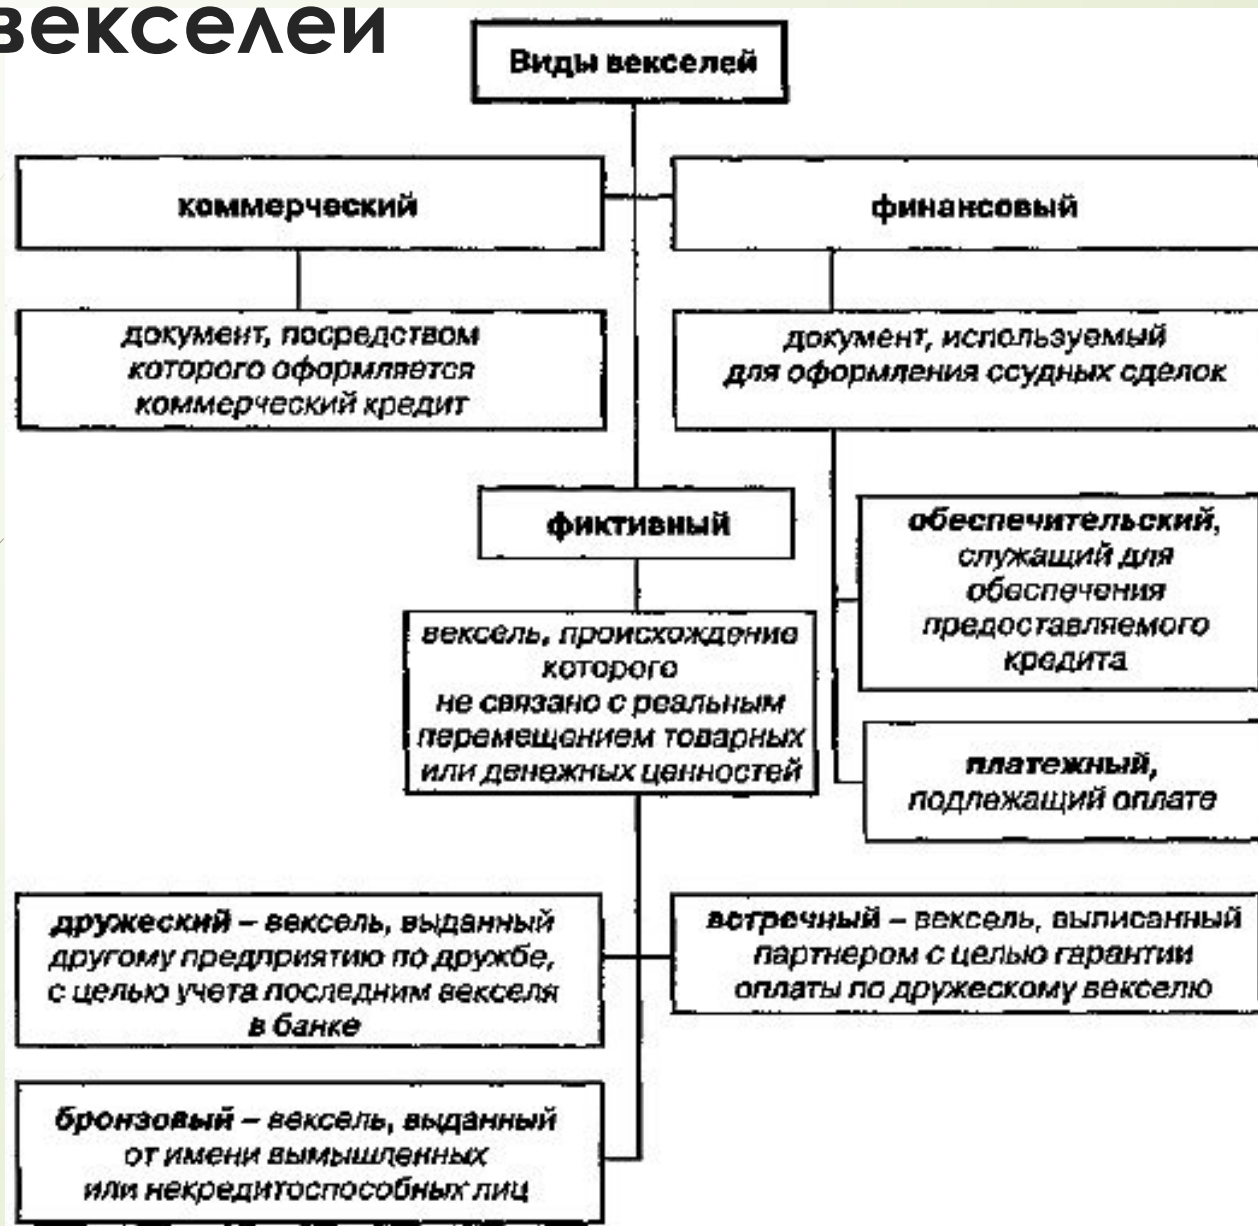 векселей
Виды векселей
коммерческий
финансовый
документ, посредством
которого оформляется
коммерческий кредит
документ, используемый
для оформления ссудных сделок
фиктивный
вексель, происхождение
которого
не связано с реальным
перемещением товарных
или денежных ценностей
обеспечительский,
служащий для
обеспечения
предоставляемого
кредита
платежный,
подлежащий оплате
дружеский – вексель, выданный
другому предприятию по дружбе,
с целью учета последним векселя
в банке
встречный – вексель, выписанный
партнером с целью гарантии
оплаты по дружескому векселю
бронзовый – вексель, выданный
от имени вымышленных
или некредитоспособных лиц